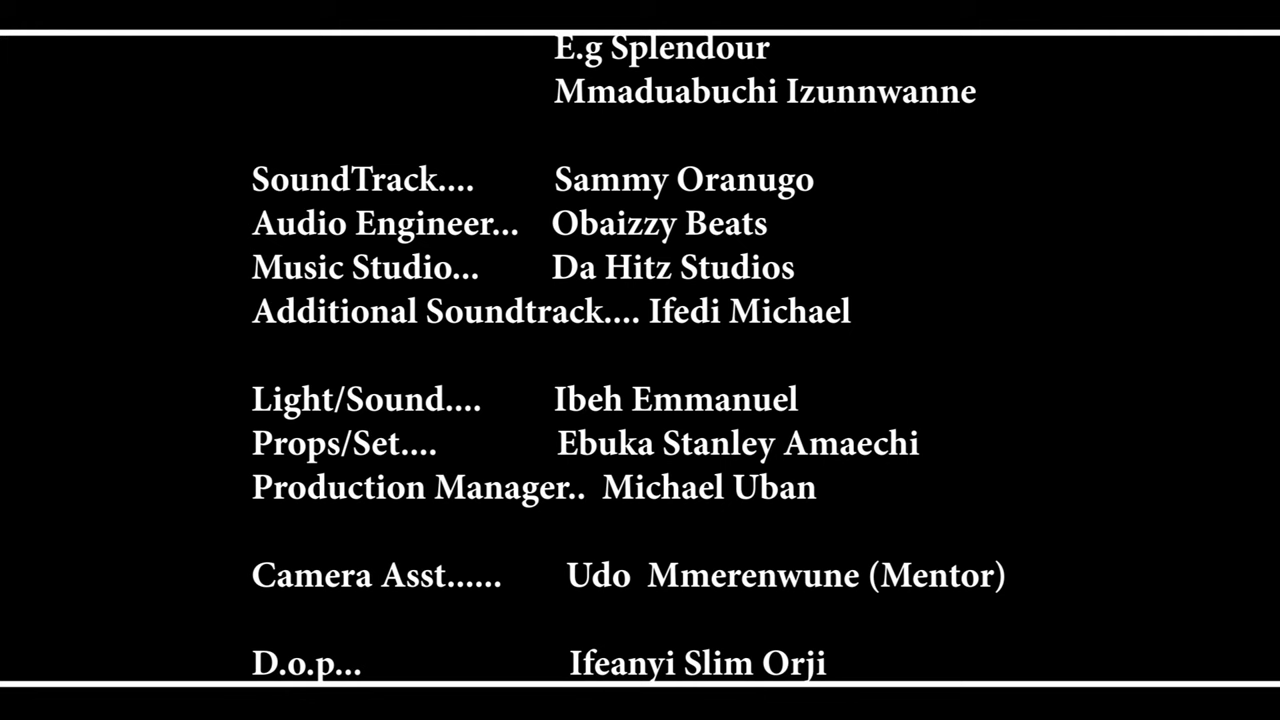 E.g Splendour
Mmaduabuchi Izunnwanne
SoundTrack.... Sammy Oranugo
Audio Engineer... Obaizzy Beats
Music Studio... Da Hitz Studios
Additional Soundtrack.... Ifedi Michael
Light/Sound.... Ibeh Emmanuel
Props/Set.... Ebuka Stanley Amaechi
Production Manager.. Michael Uban
Camera Asst...... Udo Mmerenwune (Mentor)
D.o.p... Ifeanyi Slim Orji